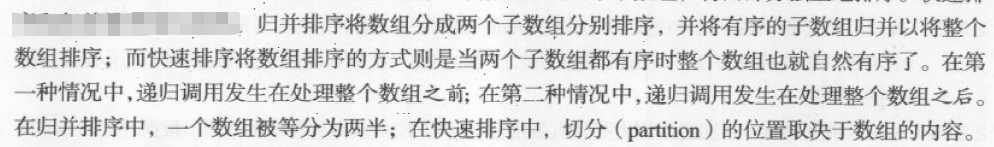 归并排序将数组分成两个子数组分别排序，并将有序的子数组归并以将整个
数组排序；而快速排序将数组排序的方式则是当两个子数组都有序时整个数组也就自然有序了。在第
一种情况中，递归调用发生在处理整个数组之前；在第二种情况中，递归调用发生在处理整个数组之后。
在归并排序中，一个数组被等分为两半；在快速排序中，切分（partition）的位置取决于数组的内容。